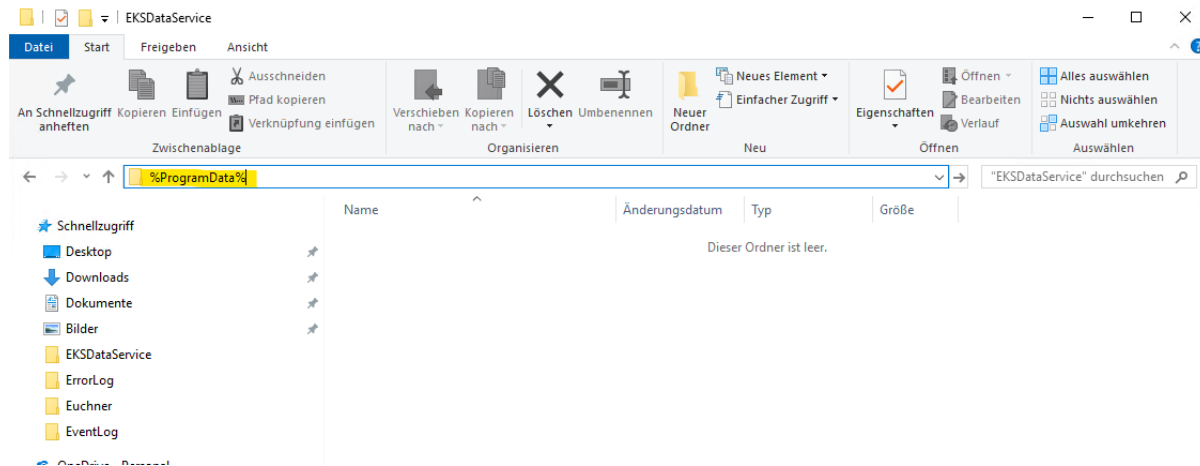 EKSDataService
Datei Start Freigeben Ansicht
An Schnellzugriff anheften
Kopieren
Einfügen
Ausschneiden
Pfad kopieren
Verknüpfung einfügen
Zwischenablage
Verschieben nach
Kopieren nach
Löschen
Umbenennen
Organisieren
Neuer Ordner
Neues Element
Einfacher Zugriff
Neu
Eigenschaften
Öffnen
Bearbeiten
Verlauf
Öffnen
Alles auswählen
Nichts auswählen
Auswahl umkehren
Auswählen
%ProgramData%
"EKSDataService" durchsuchen
Name Änderungsdatum Typ Größe
Dieser Ordner ist leer.
Schnellzugriff
Desktop
Downloads
Dokumente
Bilder
EKSDataService
ErrorLog
Euchner
EventLog
OneDrive - Personal